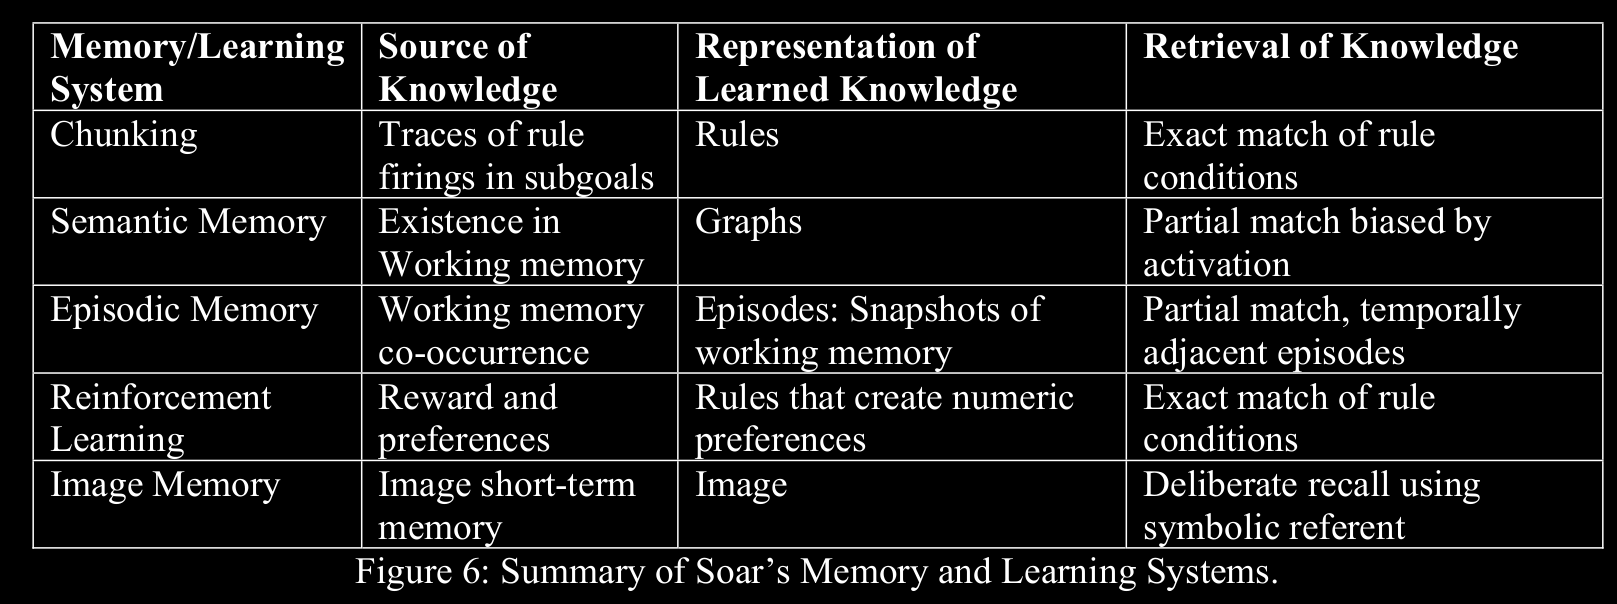 Memory/Learning System
Source of Knowledge
Representation of Learned Knowledge
Retrieval of Knowledge
Chunking
Traces of rule firings in subgoals
Rules
Exact match of rule conditions
Semantic Memory
Existence in Working memory
Graphs
Partial match biased by activation
Episodic Memory
Working memory co-occurrence
Episodes: Snapshots of working memory
Partial match, temporally adjacent episodes
Reinforcement Learning
Reward and preferences
Rules that create numeric preferences
Exact match of rule conditions
Image Memory
Image short-term memory
Image
Deliberate recall using symbolic referent
Figure 6: Summary of Soar’s Memory and Learning Systems.